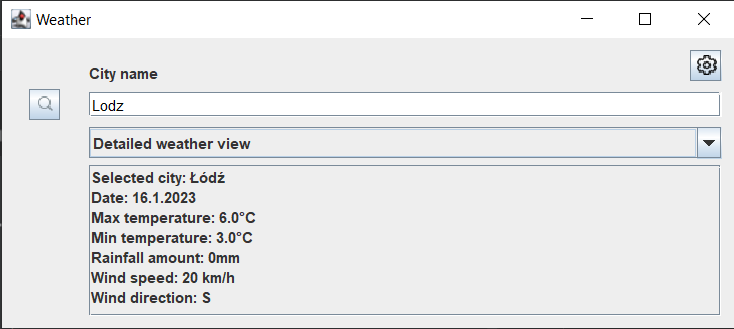 Weather
City name
Lodz
Detailed weather view
Selected city: Łódź
Date: 16.1.2023
Max temperature: 6.0°C
Min temperature: 3.0°C
Rainfall amount: 0mm
Wind speed: 20 km/h
Wind direction: S